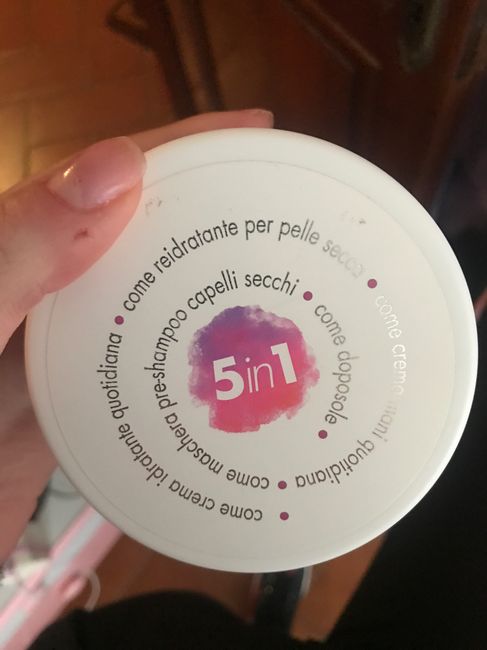 come crema idratante quotidiana
• come reidratante per pelle secca
• come crema mani quotidiana
• come maschera pre-shampoo capelli secchi
• come doposole •
5in1